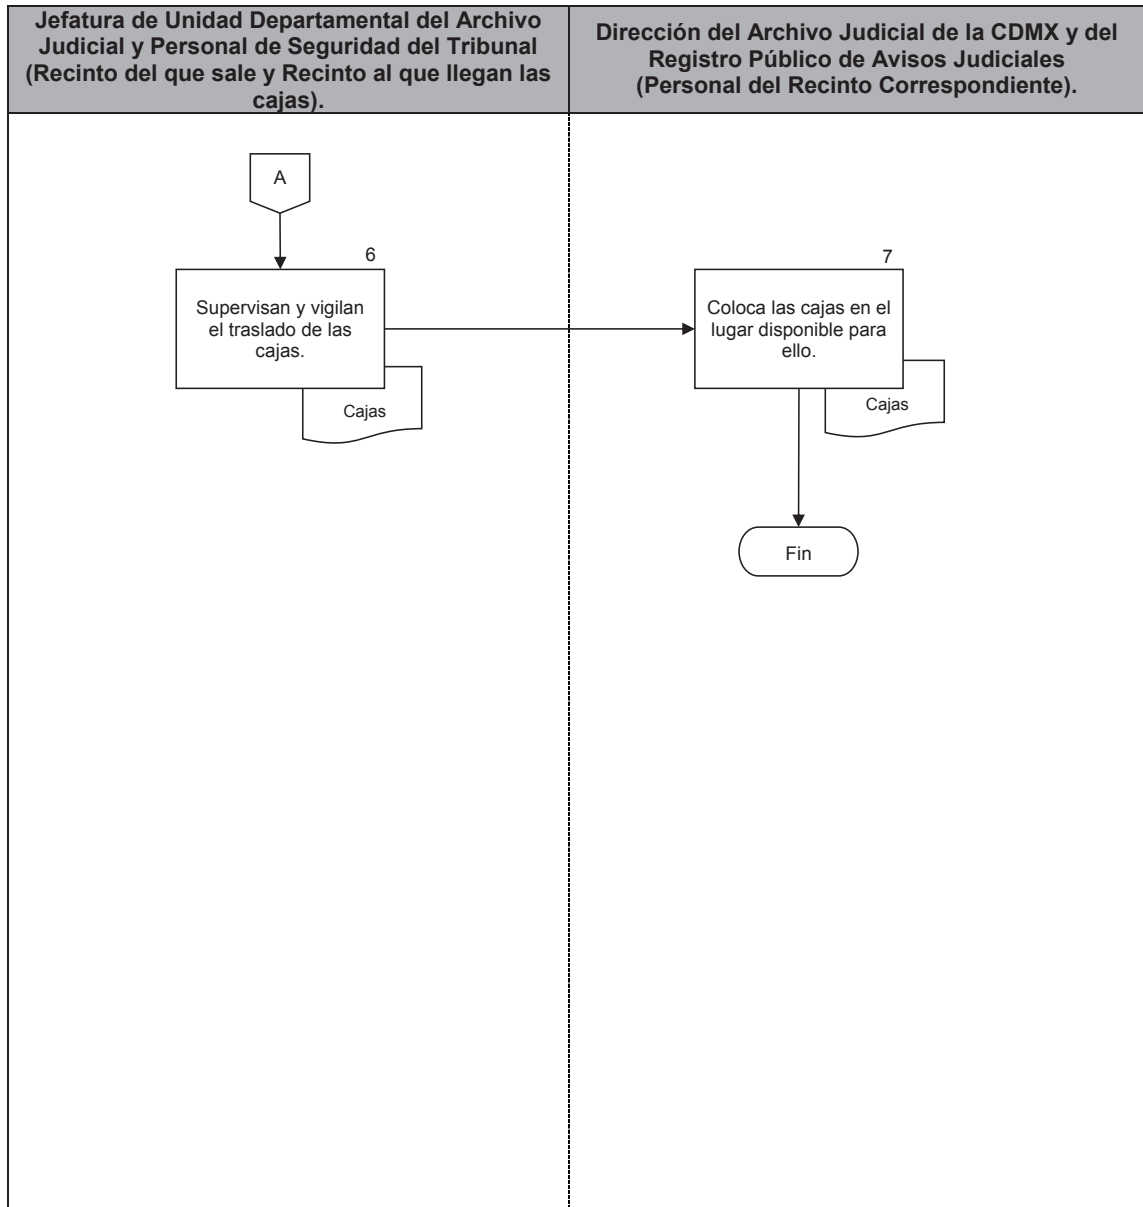 Jefatura de Unidad Departamental del Archivo
Judicial y Personal de Seguridad del Tribunal
(Recinto del que sale y Recinto al que llegan las
cajas).
Dirección del Archivo Judicial de la CDMX y del
Registro Público de Avisos Judiciales
(Personal del Recinto Correspondiente).
A
6
Supervisan y vigilan
el traslado de las
cajas.
Cajas
7
Coloca las cajas en el
lugar disponible para
ello.
Cajas
Fin